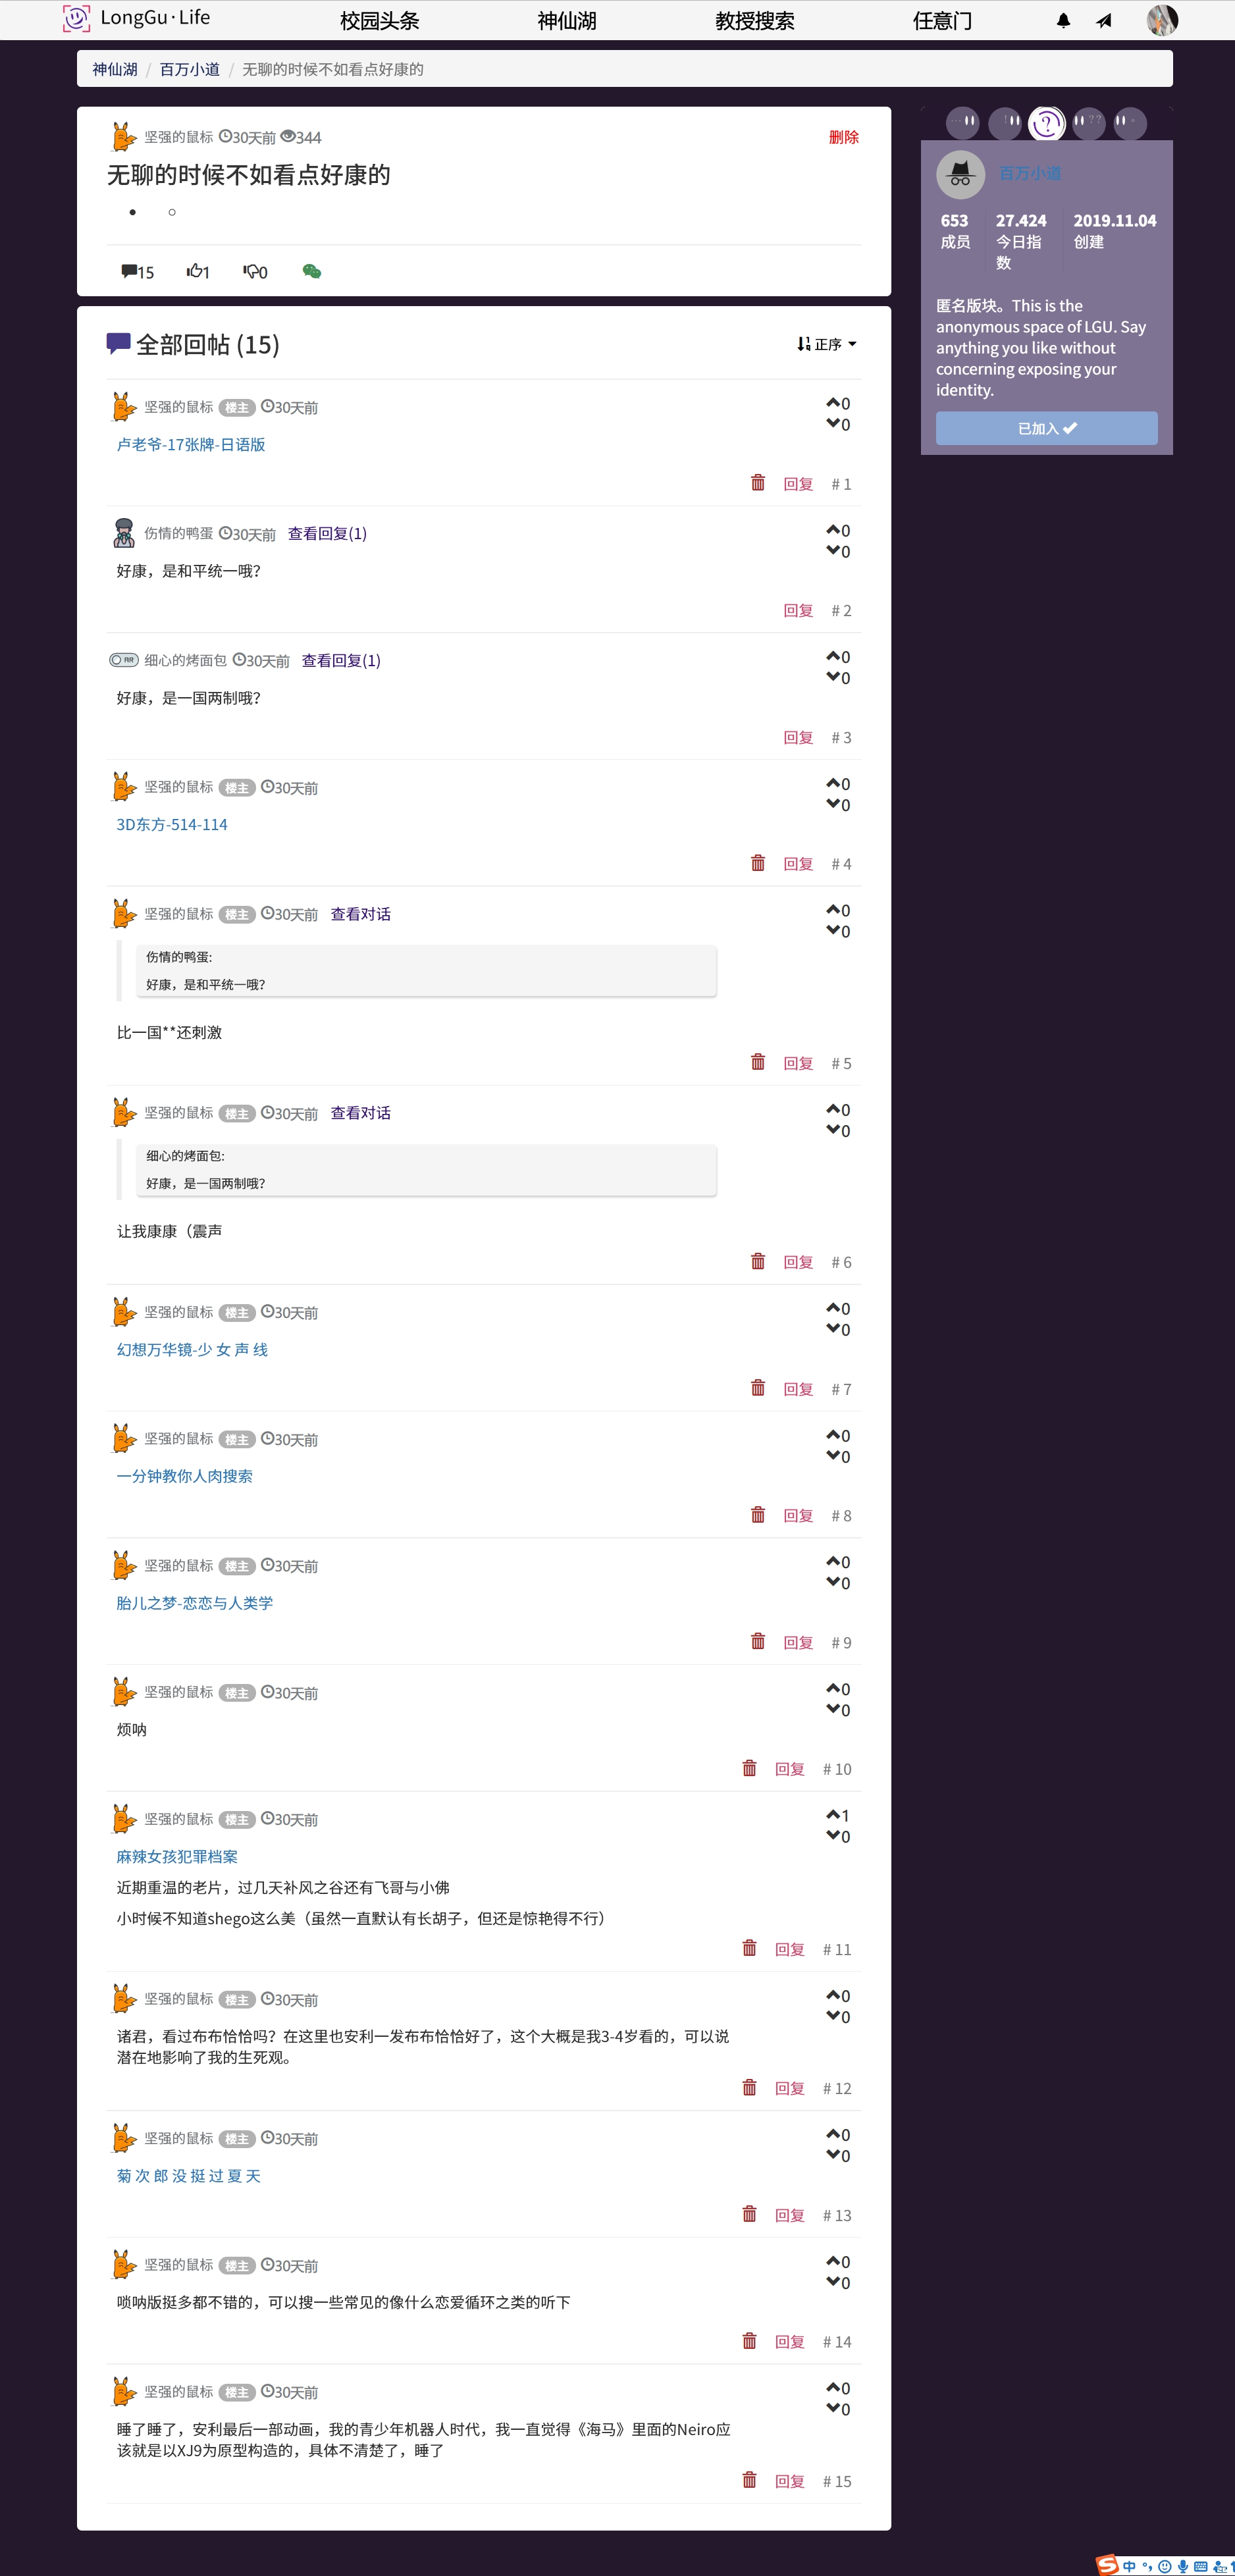 LongGu·Life
校园头条
神仙湖
教授搜索
任意门
神仙湖 / 百万小道 / 无聊的时候不如看点好康的
坚强的鼠标 30天前 344
删除
无聊的时候不如看点好康的
15 1 0
全部回帖 (15)
正序
坚强的鼠标 楼主 30天前
0
0
卢老爷-17张牌-日语版
回复 # 1
伤情的鸭蛋 30天前 查看回复(1)
0
0
好康，是和平统一哦？
回复 # 2
细心的烤面包 30天前 查看回复(1)
0
0
好康，是一国两制哦？
回复 # 3
坚强的鼠标 楼主 30天前
0
0
3D东方-514-114
回复 # 4
坚强的鼠标 楼主 30天前 查看对话
0
0
伤情的鸭蛋:
好康，是和平统一哦？
比一国**还刺激
回复 # 5
坚强的鼠标 楼主 30天前 查看对话
0
0
细心的烤面包:
好康，是一国两制哦？
让我康康（震声
回复 # 6
坚强的鼠标 楼主 30天前
0
0
幻想万华镜-少 女 声 线
回复 # 7
坚强的鼠标 楼主 30天前
0
0
一分钟教你人肉搜索
回复 # 8
坚强的鼠标 楼主 30天前
0
0
胎儿之梦-恋恋与人类学
回复 # 9
坚强的鼠标 楼主 30天前
0
0
烦呐
回复 # 10
坚强的鼠标 楼主 30天前
1
0
麻辣女孩犯罪档案
近期重温的老片，过几天补风之谷还有飞哥与小佛
小时候不知道shego这么美（虽然一直默认有长胡子，但还是惊艳得不行）
回复 # 11
坚强的鼠标 楼主 30天前
0
0
诸君，看过布布恰恰吗？在这里也安利一发布布恰恰好了，这个大概是我3-4岁看的，可以说
潜在地影响了我的生死观。
回复 # 12
坚强的鼠标 楼主 30天前
0
0
菊 次 郎 没 挺 过 夏 天
回复 # 13
坚强的鼠标 楼主 30天前
0
0
唢呐版挺多都不错的，可以搜一些常见的像什么恋爱循环之类的听下
回复 # 14
坚强的鼠标 楼主 30天前
0
0
睡了睡了，安利最后一部动画，我的青少年机器人时代，我一直觉得《海马》里面的Neiro应
该就是以XJ9为原型构造的，具体不清楚了，睡了
回复 # 15
百万小道
653
成员
27.424
今日指
数
2019.11.04
创建
匿名版块。This is the
anonymous space of LGU. Say
anything you like without
concerning exposing your
identity.
已加入
中